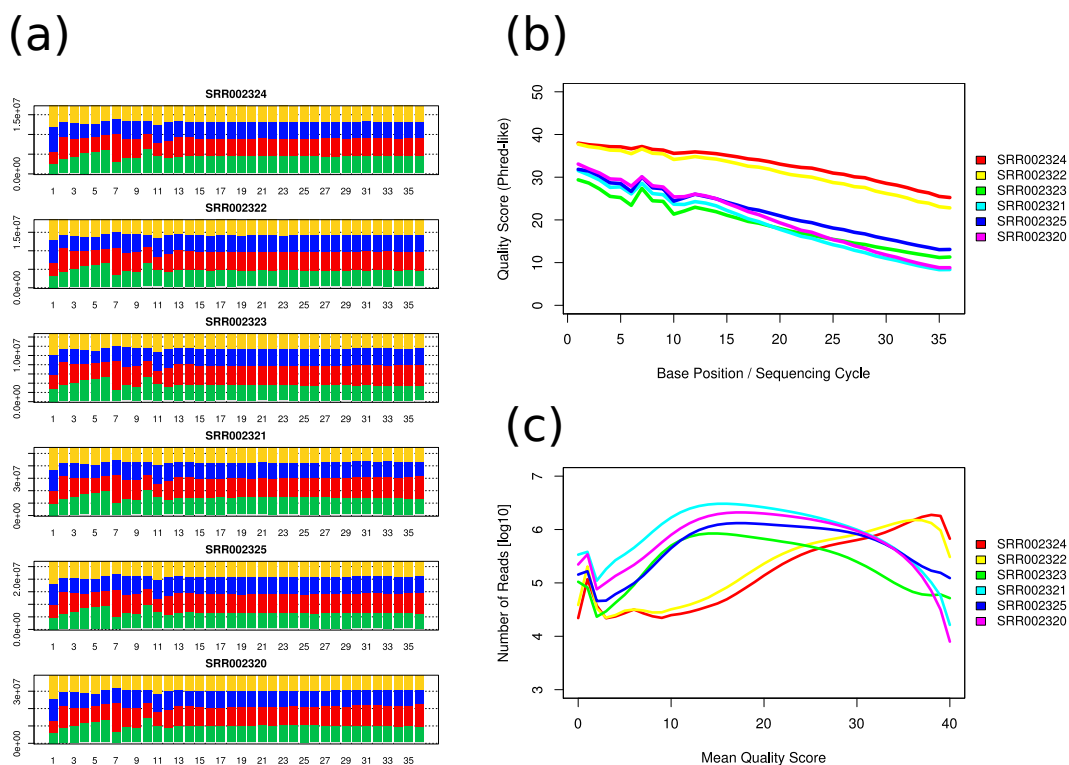 (a)
SRR002324
0.0e+00 1.5e+07
1 3 5 7 9 11 13 15 17 19 21 23 25 27 29 31 33 35
SRR002322
0.0e+00 1.5e+07
1 3 5 7 9 11 13 15 17 19 21 23 25 27 29 31 33 35
SRR002323
0.0e+00 1.0e+07
1 3 5 7 9 11 13 15 17 19 21 23 25 27 29 31 33 35
SRR002321
0e+00 3e+07
1 3 5 7 9 11 13 15 17 19 21 23 25 27 29 31 33 35
SRR002325
0.0e+00 2.0e+07
1 3 5 7 9 11 13 15 17 19 21 23 25 27 29 31 33 35
SRR002320
0e+00 3e+07
1 3 5 7 9 11 13 15 17 19 21 23 25 27 29 31 33 35
(b)
Quality Score (Phred-like)
50
40
30
20
10
0
0 5 10 15 20 25 30 35
Base Position / Sequencing Cycle
SRR002324
SRR002322
SRR002323
SRR002321
SRR002325
SRR002320
(c)
Number of Reads [log10]
7
6
5
4
3
0 10 20 30 40
Mean Quality Score
SRR002324
SRR002322
SRR002323
SRR002321
SRR002325
SRR002320